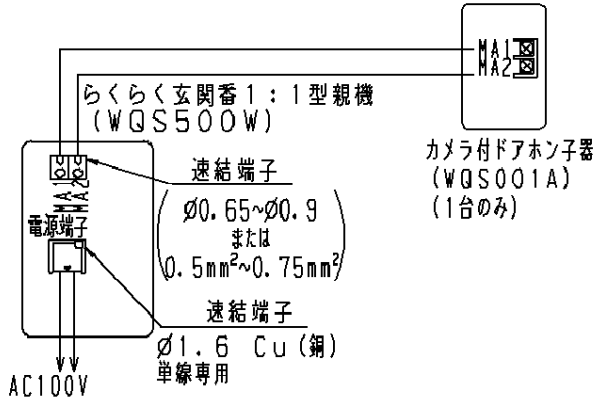 MA1
MA2
らくらく玄関番1:1型親機
(WQS500W)
カメラ付ドアホン子器
(WQS001A)
(1台のみ)
MA1
MA2
速結端子
Ø0.65~Ø0.9
または
0.5mm²~0.75mm²
電源端子
速結端子
Ø1.6 Cu(銅)
単線専用
AC100V